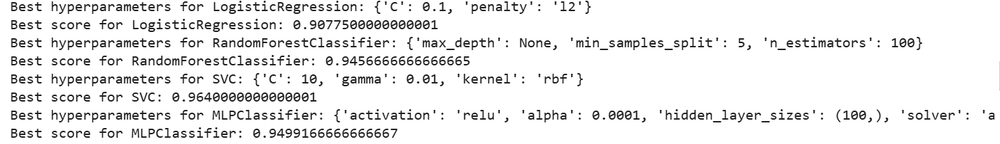 Best hyperparameters for LogisticRegression: {'C': 0.1, 'penalty': 'l2'}
Best score for LogisticRegression: 0.9077500000000001
Best hyperparameters for RandomForestClassifier: {'max_depth': None, 'min_samples_split': 5, 'n_estimators': 100}
Best score for RandomForestClassifier: 0.9456666666666665
Best hyperparameters for SVC: {'C': 10, 'gamma': 0.01, 'kernel': 'rbf'}
Best score for SVC: 0.9640000000000001
Best hyperparameters for MLPClassifier: {'activation': 'relu', 'alpha': 0.0001, 'hidden_layer_sizes': (100,), 'solver': 'a
Best score for MLPClassifier: 0.9499166666666667